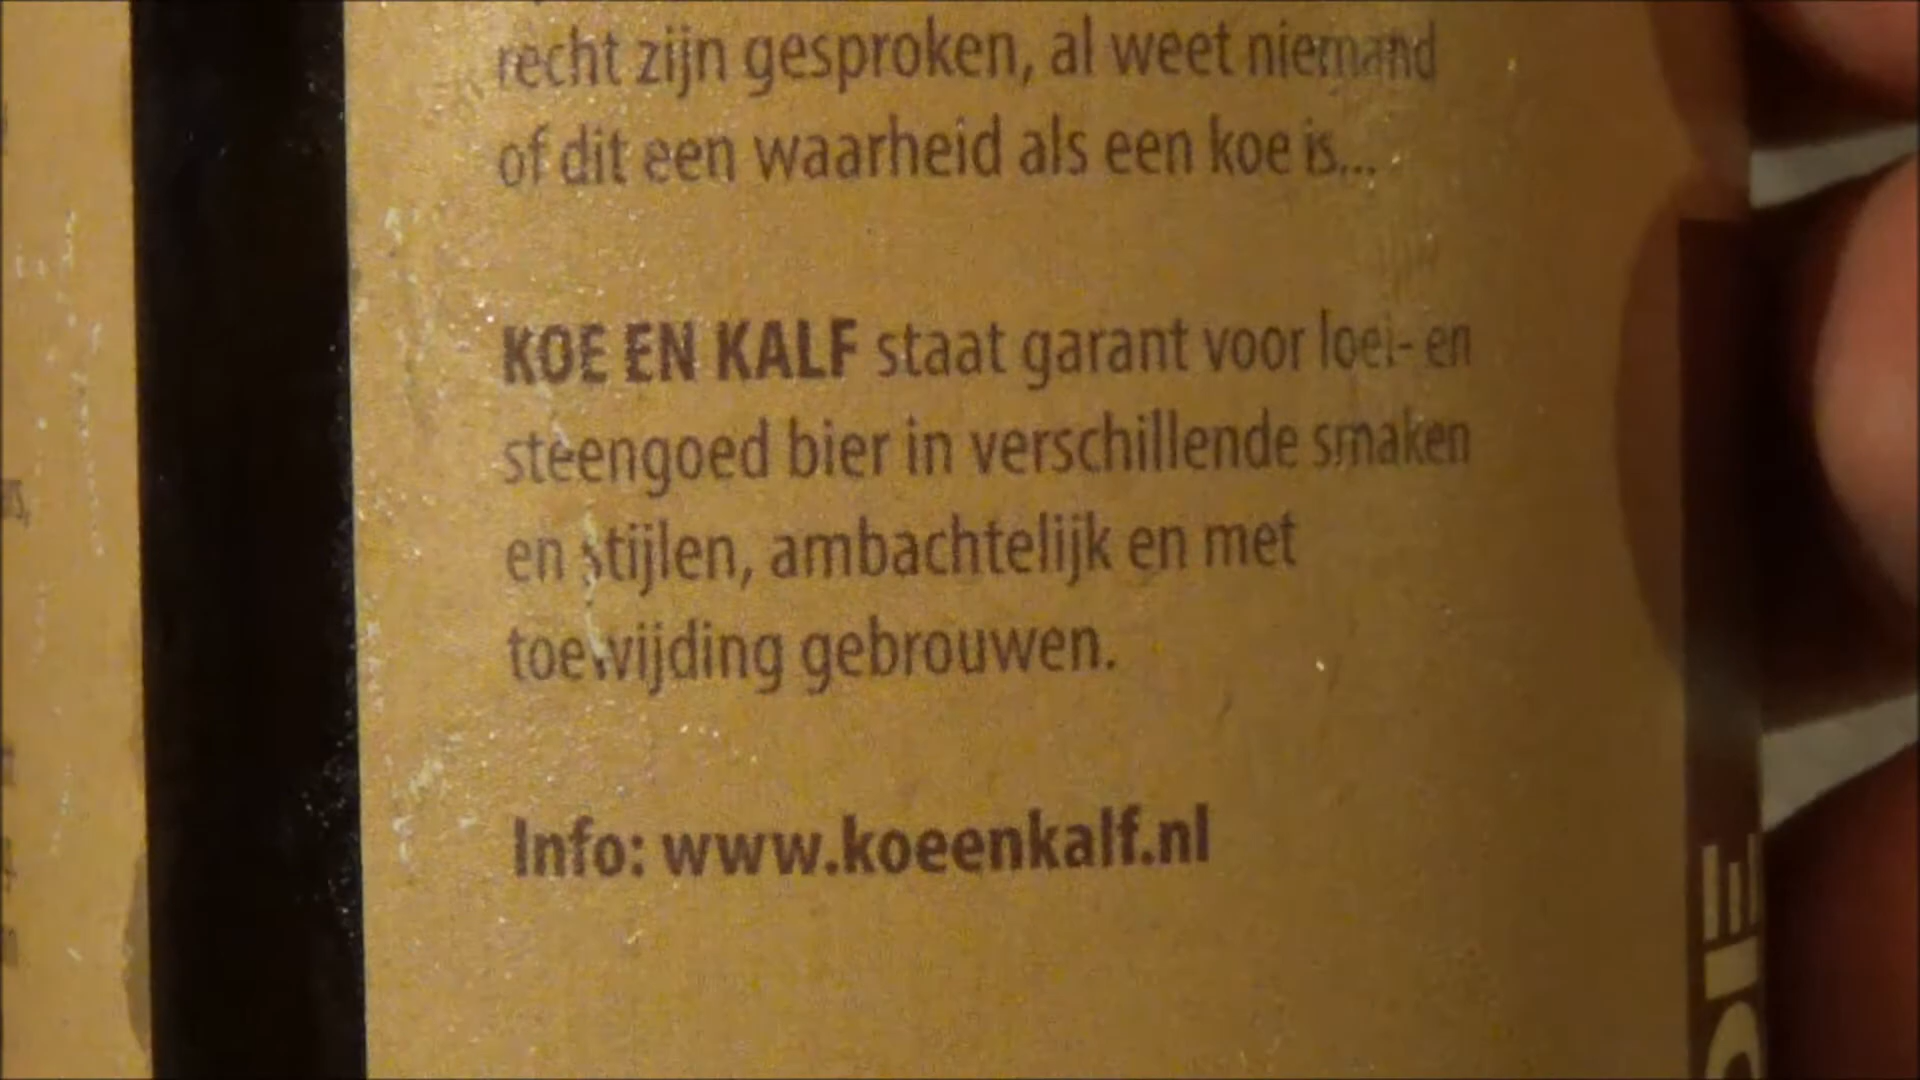 recht zijn gesproken, al weet niemand
of dit een waarheid als een koe is...
KOE EN KALF staat garant voor loei- en
steengoed bier in verschillende smaken
en stijlen, ambachtelijk en met
toewijding gebrouwen.
Info: www.koeenkalf.nl